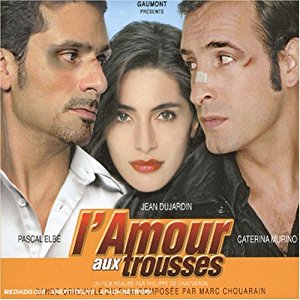 GAUMONT
PRÉSENTE
JEAN DUJARDIN
PASCAL ELBÉ
CATERINA MURINO
l'Amour
aux trousses
UN FILM RÉALISÉ PAR PHILIPPE DE CHAUVERON
POSÉE PAR MARC CHOUARAIN